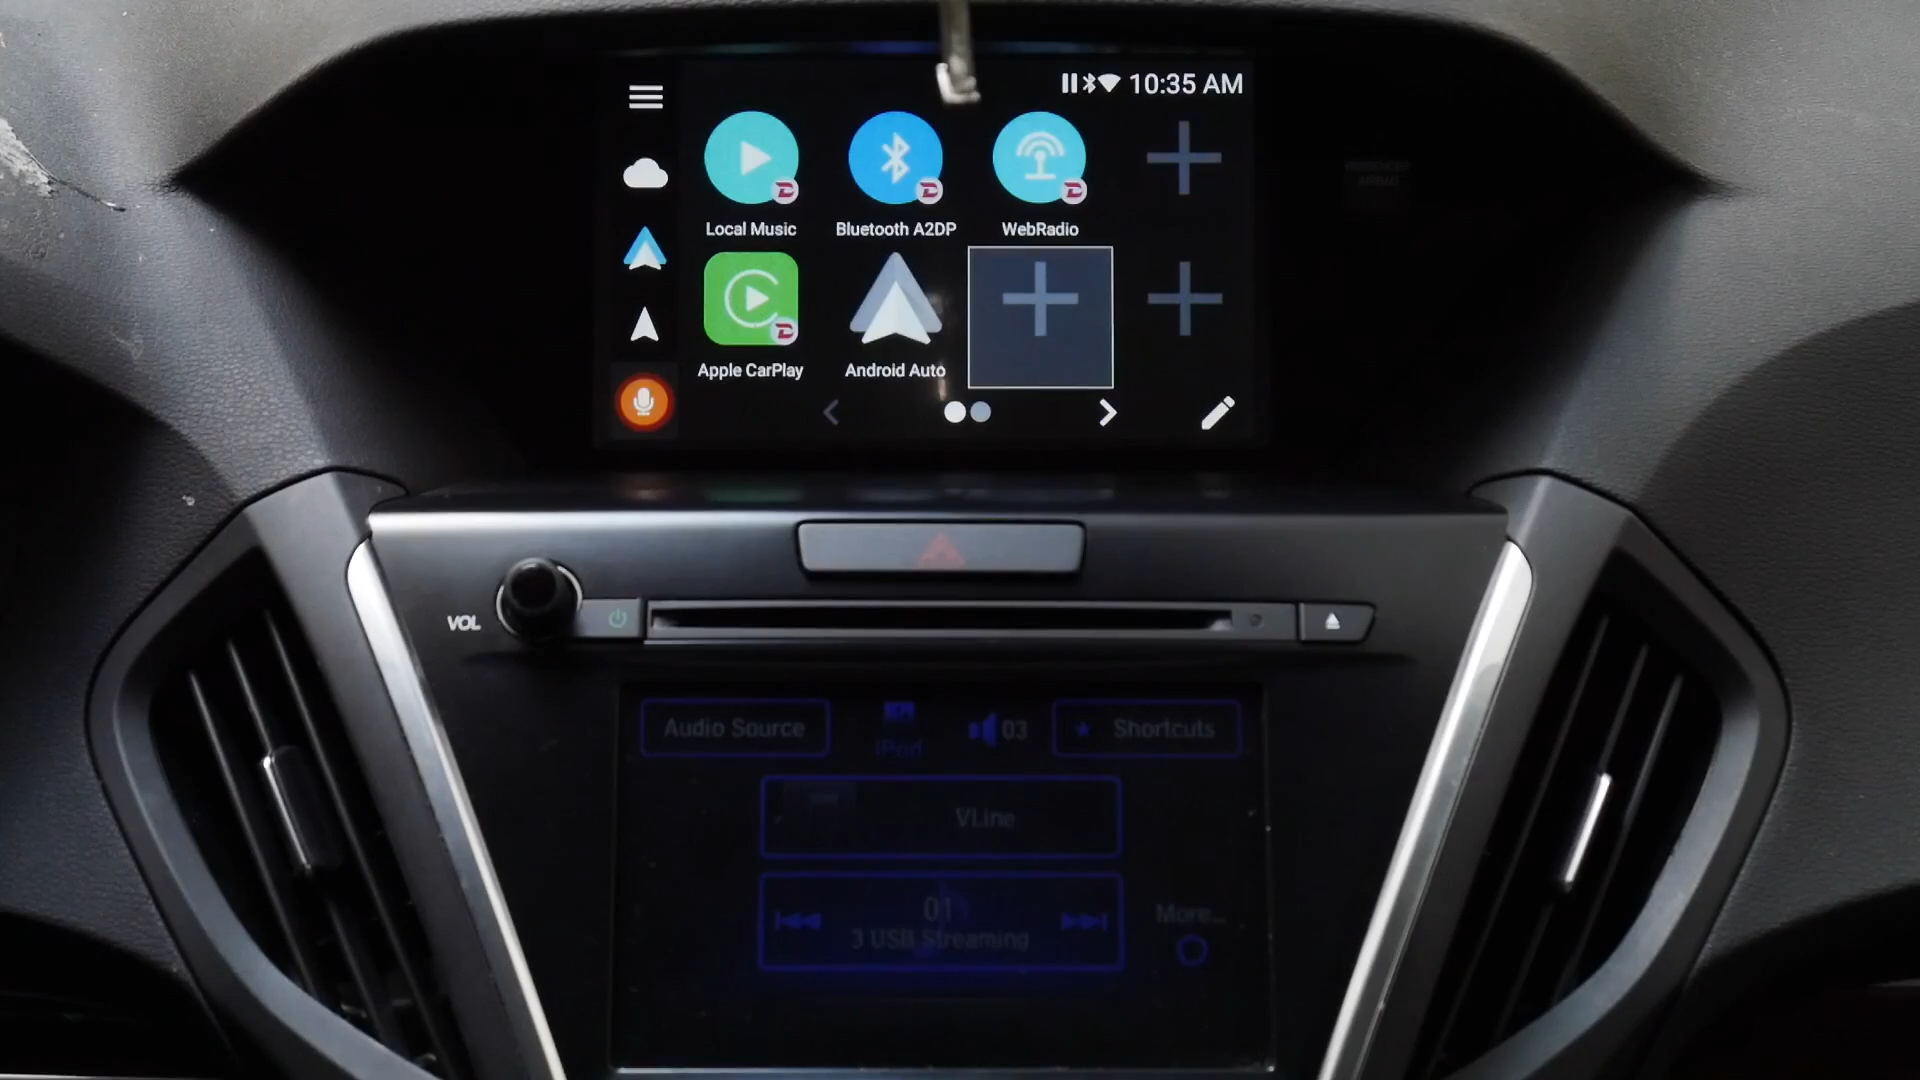 10:35 AM
Local Music
Bluetooth A2DP
WebRadio
Apple CarPlay
Android Auto
VOL
Audio Source
iPod
03
Shortcuts
VLine
01
3 USB Streaming
More...